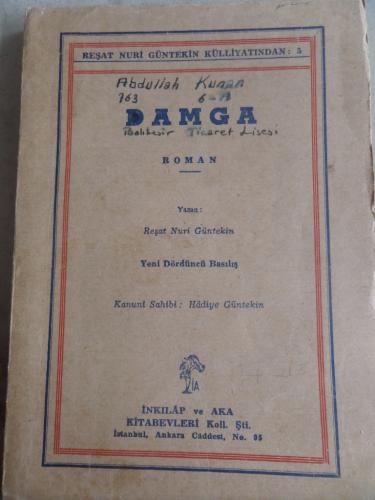 REŞAT NURİ GÜNTEKİN KÜLLİYATINDAN: 5
Abdullah Kunan
763 6-A
DAMGA
Balıkesir Ticaret Lisesi
ROMAN
Yazan:
Reşat Nuri Güntekin
Yeni Dördüncü Basılış
Kanunî Sahibi: Hâdiye Güntekin
İA
İNKILÂP ve AKA
KİTABEVLERİ Koll. Şti.
İstanbul, Ankara Caddesi, No. 95